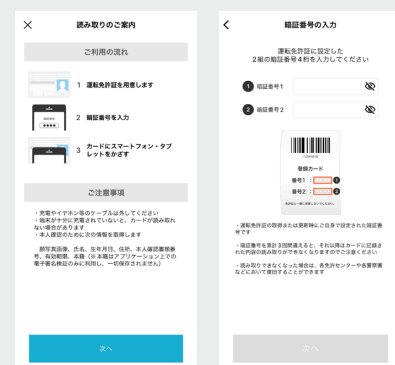 読み取りのご案内
ご利用の流れ
1 運転免許証を用意します
2 暗証番号を入力
3 カードにスマートフォン・タブ
レットをかざす
ご注意事項
・充電やイヤホン等のケーブルは外してください
・端末が十分に充電されていないと、カードが読み取れ
ない場合があります
・本人確認のために次の情報を取得します
顔写真画像、氏名、生年月日、住所、本人確認書類番
号、有効期限、本籍（※本籍はアプリケーション上での
電子署名検証のみに利用し、一切保存されません）
次へ
暗証番号の入力
運転免許証に設定した
2組の暗証番号4桁を入力してください
1 暗証番号1
2 暗証番号2
登録カード
番号1：
1
番号2：
2
・運転免許証の取得または更新時にご自身で設定された暗証番
号です
・暗証番号を累計3回間違えると、それ以降はカードに記録さ
れた内容の読み取りができなくなりますのでご注意ください
・読み取りできなくなった場合は、各免許センターや各警察署
などにおいて復旧することができます
次へ